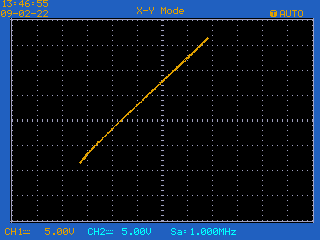 13:46:55
09-02-22
X-Y Mode
T AUTO
CH1 5.00V CH2 5.00V Sa:1.000MHz